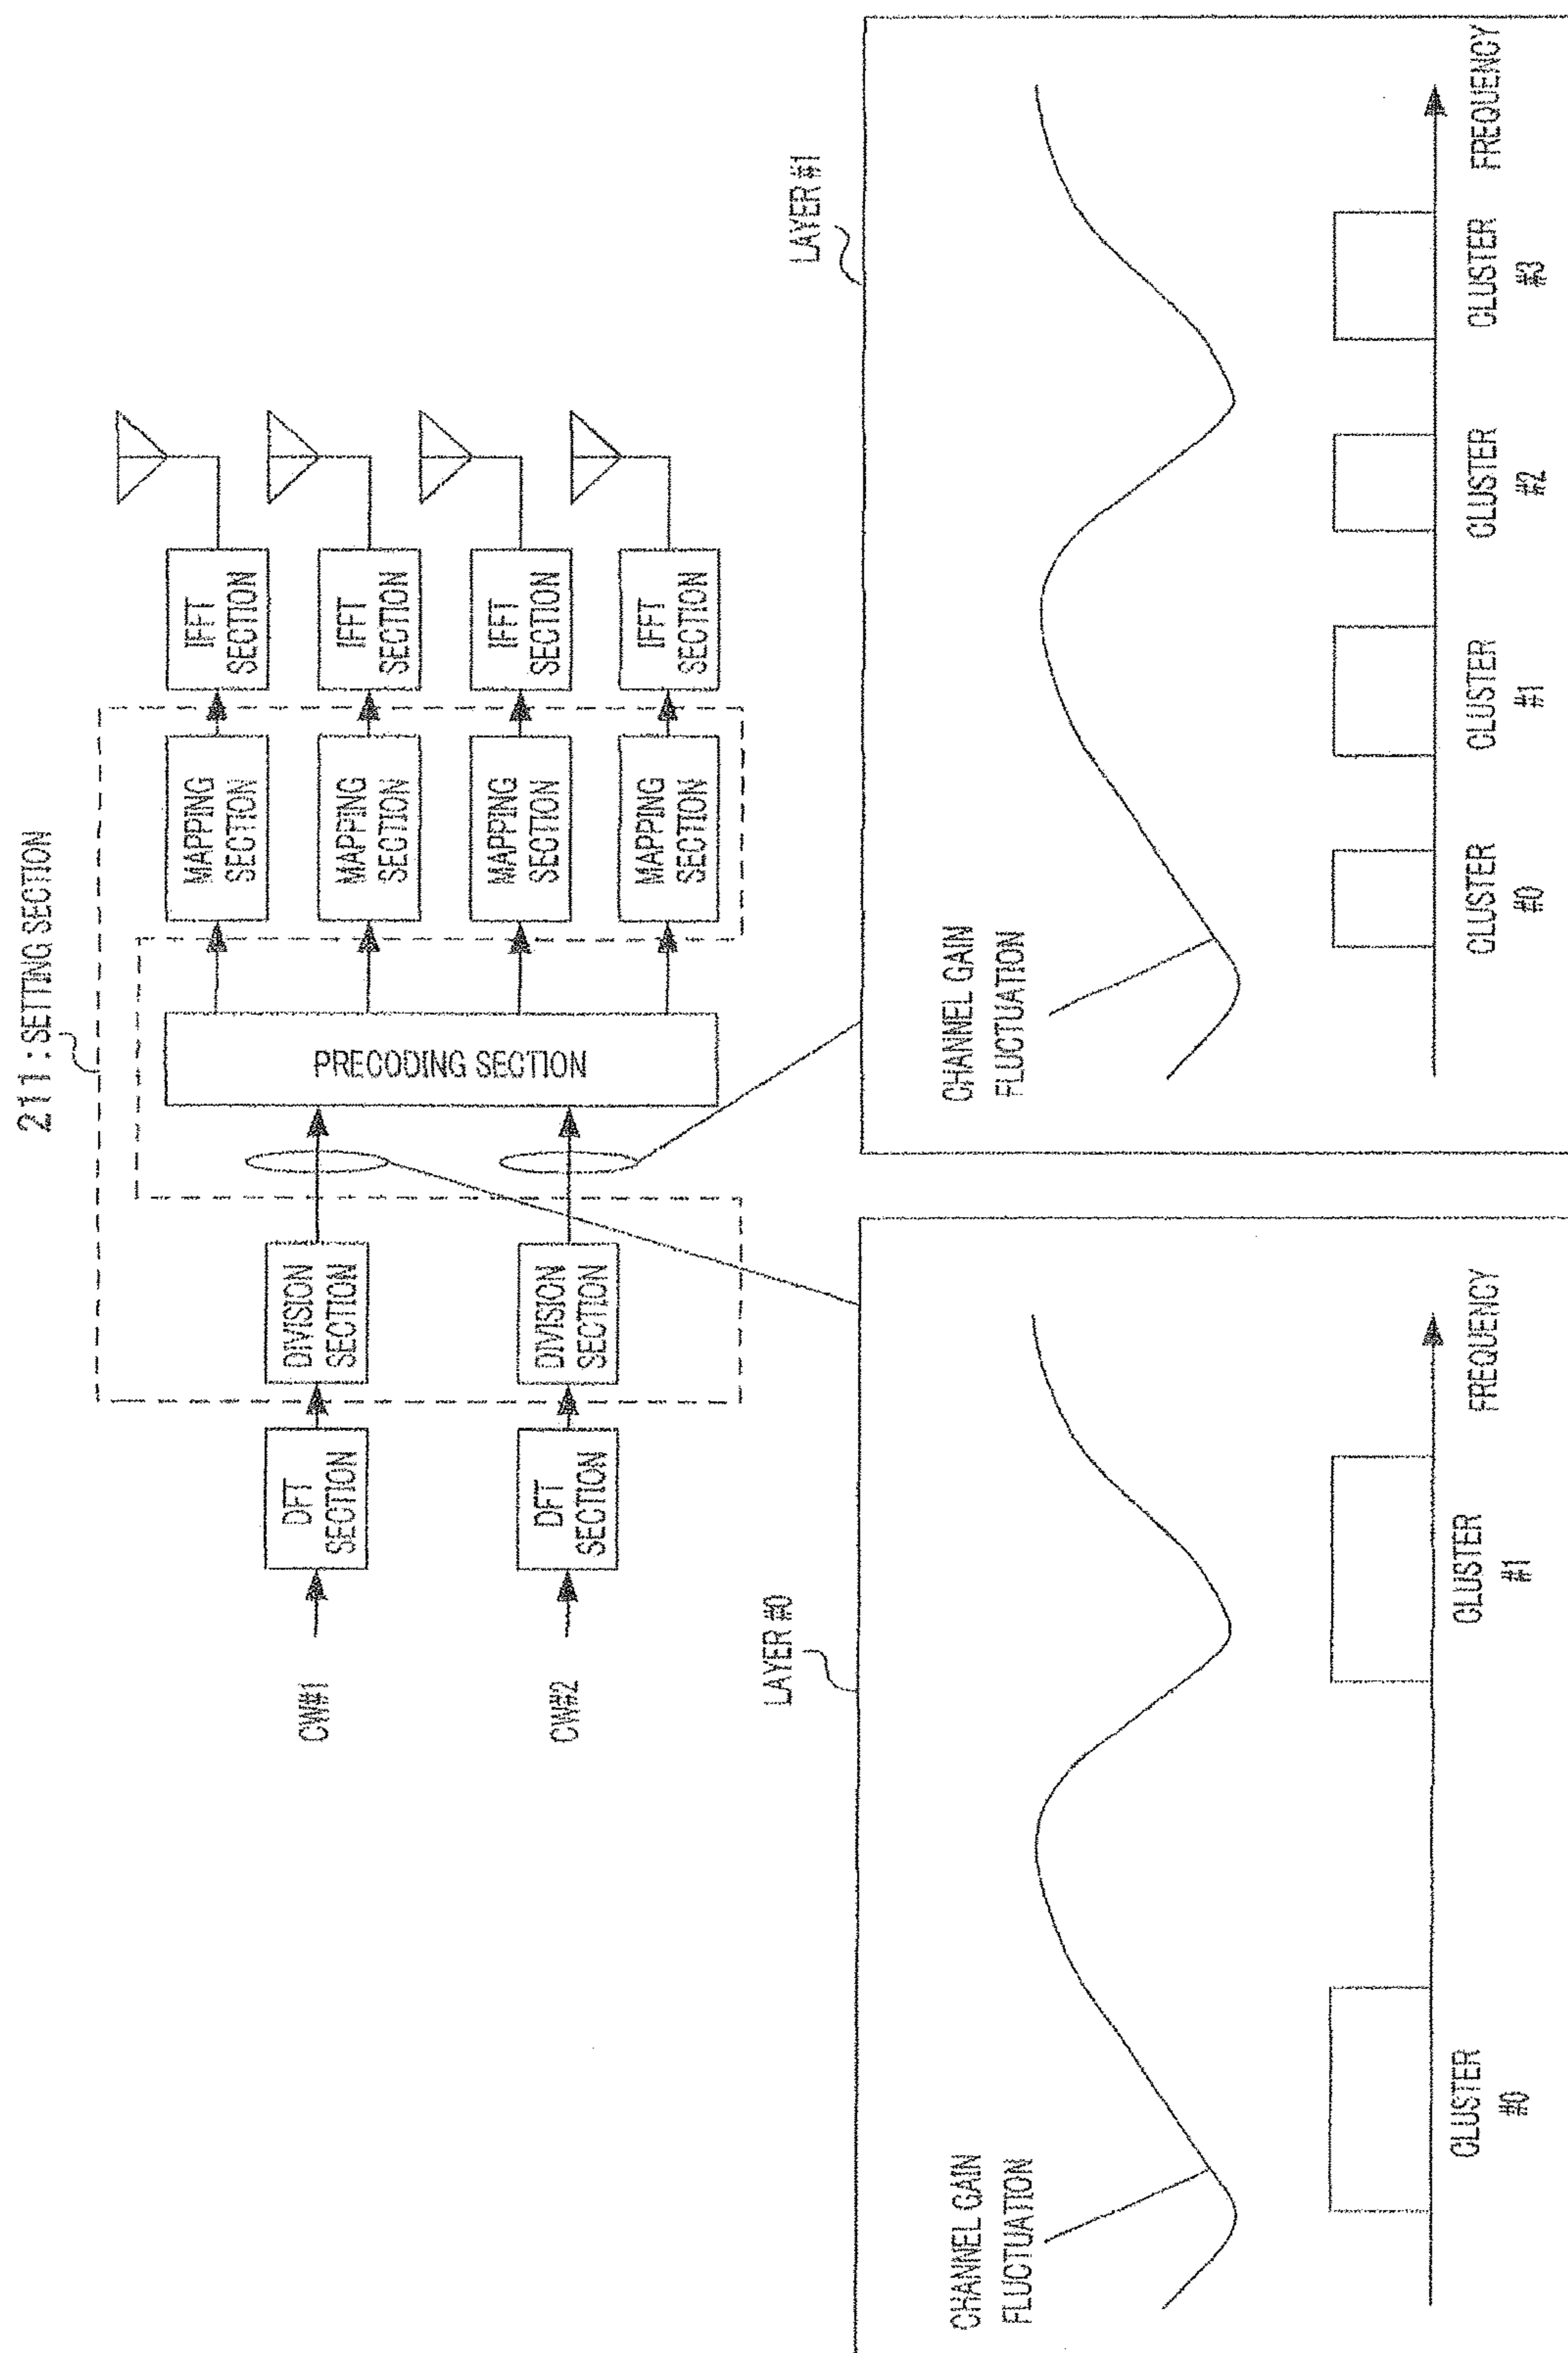 211 : SETTING SECTION
CW#1
DFT
SECTION
DIVISION
SECTION
CW#2
DFT
SECTION
DIVISION
SECTION
PRECODING SECTION
MAPPING
SECTION
IFFT
SECTION
MAPPING
SECTION
IFFT
SECTION
MAPPING
SECTION
IFFT
SECTION
MAPPING
SECTION
IFFT
SECTION
LAYER #0
CHANNEL GAIN
FLUCTUATION
CLUSTER
#0
CLUSTER
#1
FREQUENCY
LAYER #1
CHANNEL GAIN
FLUCTUATION
CLUSTER
#0
CLUSTER
#1
CLUSTER
#2
CLUSTER
#3
FREQUENCY